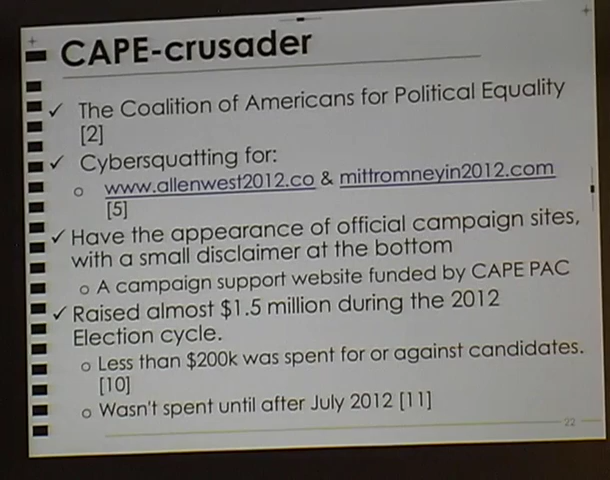 CAPE-crusader
✓ The Coalition of Americans for Political Equality
[2]
✓ Cybersquatting for:
o www.allenwest2012.co & mittromneyin2012.com
[5]
✓ Have the appearance of official campaign sites,
with a small disclaimer at the bottom
o A campaign support website funded by CAPE PAC
✓ Raised almost $1.5 million during the 2012
Election cycle.
o Less than $200k was spent for or against candidates.
[10]
o Wasn't spent until after July 2012 [11]
22